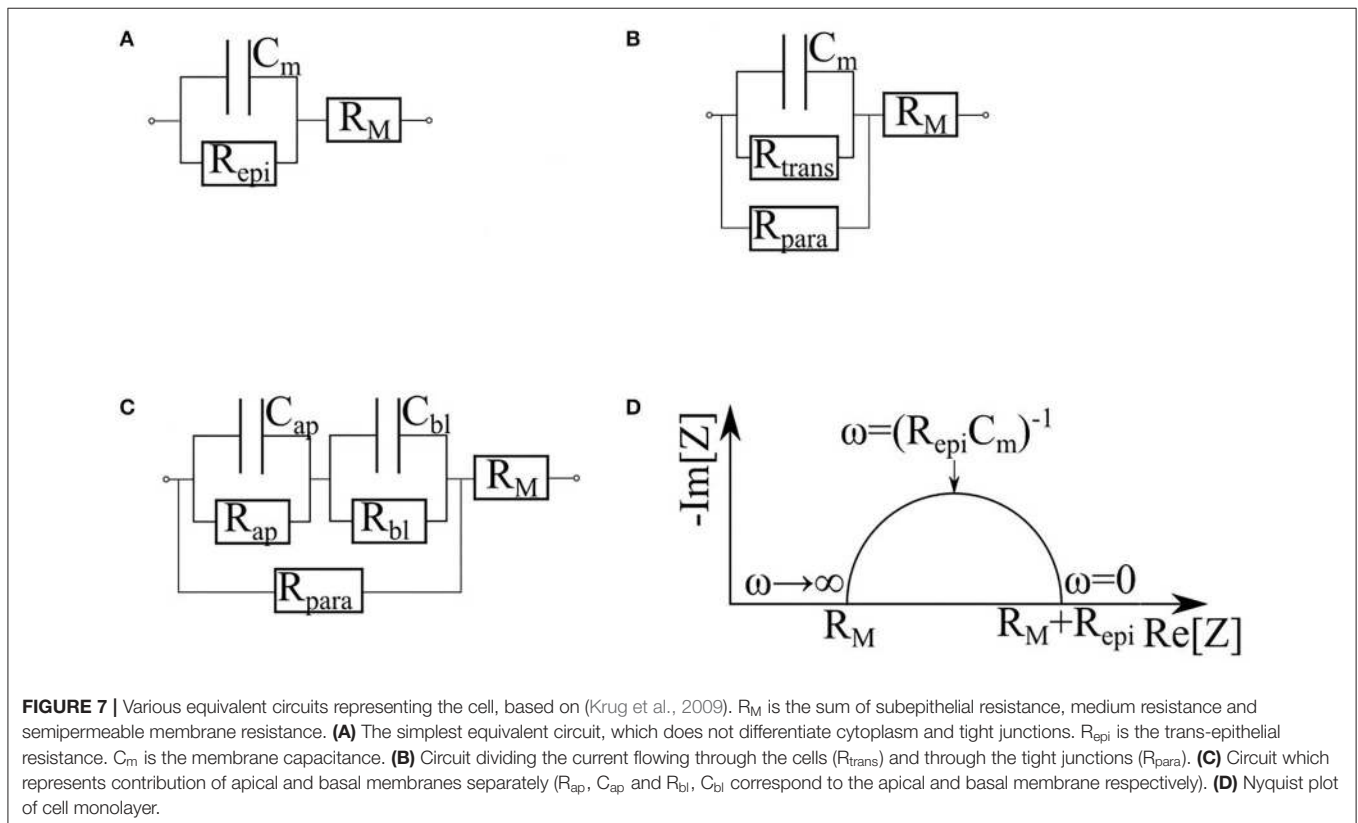 A
C_m
R_epi
R_M
B
C_m
R_trans
R_para
R_M
C
C_ap
C_bl
R_ap
R_bl
R_para
R_M
D
-Im[Z]
ω=(R_epi C_m)^-1
ω→∞
ω=0
R_M
R_M+R_epi
Re[Z]
FIGURE 7 | Various equivalent circuits representing the cell, based on (Krug et al., 2009). R_M is the sum of subepithelial resistance, medium resistance and
semipermeable membrane resistance. (A) The simplest equivalent circuit, which does not differentiate cytoplasm and tight junctions. R_epi is the trans-epithelial
resistance. C_m is the membrane capacitance. (B) Circuit dividing the current flowing through the cells (R_trans) and through the tight junctions (R_para). (C) Circuit which
represents contribution of apical and basal membranes separately (R_ap, C_ap and R_bl, C_bl correspond to the apical and basal membrane respectively). (D) Nyquist plot
of cell monolayer.